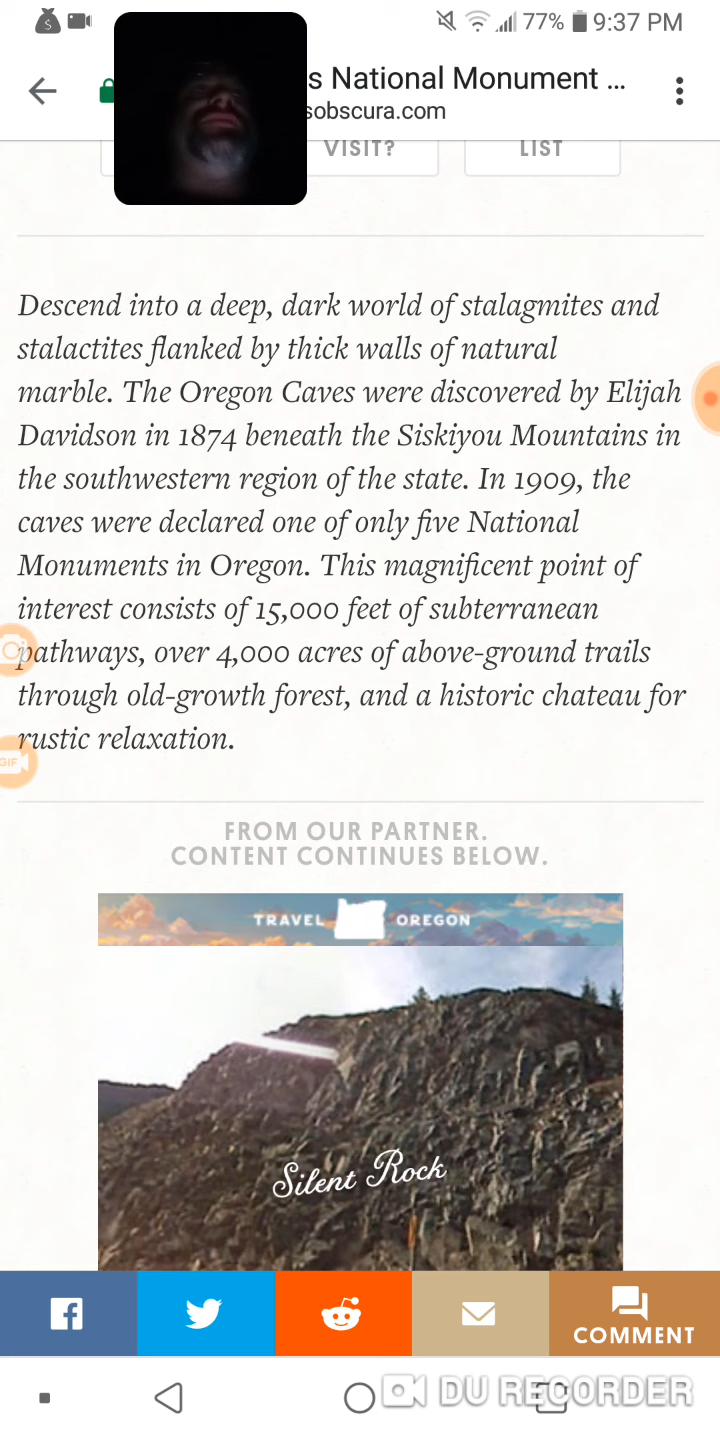 77% 9:37 PM
s National Monument ...
sobscura.com
VISIT?
LIST
Descend into a deep, dark world of stalagmites and
stalactites flanked by thick walls of natural
marble. The Oregon Caves were discovered by Elijah
Davidson in 1874 beneath the Siskiyou Mountains in
the southwestern region of the state. In 1909, the
caves were declared one of only five National
Monuments in Oregon. This magnificent point of
interest consists of 15,000 feet of subterranean
pathways, over 4,000 acres of above-ground trails
through old-growth forest, and a historic chateau for
rustic relaxation.
GIF
FROM OUR PARTNER.
CONTENT CONTINUES BELOW.
TRAVEL OREGON
Silent Rock
COMMENT
DU RECORDER